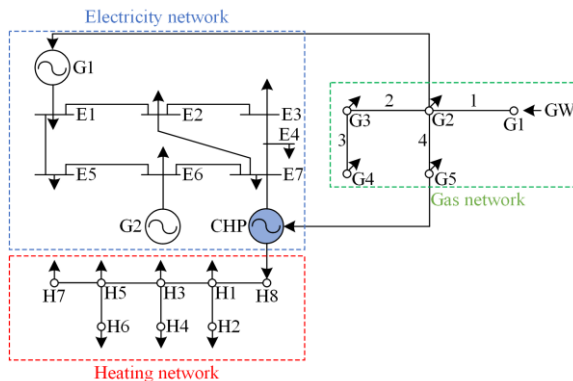 Electricity network
G1
E1
E2
E3
E4
E5
E6
E7
G2
CHP
2
1
G3
G2
G1
GW
3
4
G4
G5
Gas network
H7
H5
H3
H1
H8
H6
H4
H2
Heating network